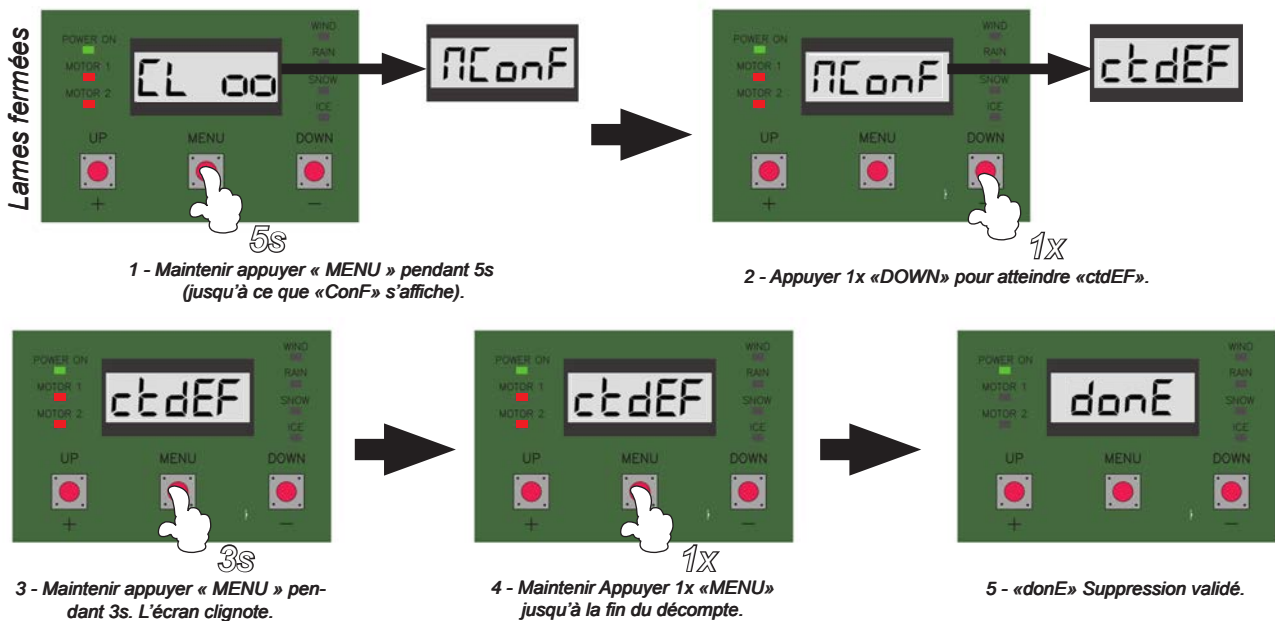 Lames fermées
POWER ON
MOTOR 1
MOTOR 2
CL oo
WIND
RAIN
SNOW
ICE
UP
MENU
DOWN
+
-
MConF
5s
1 - Maintenir appuyer « MENU » pendant 5s
(jusqu'à ce que «ConF» s'affiche).
POWER ON
MOTOR 1
MOTOR 2
MConF
WIND
RAIN
SNOW
ICE
UP
MENU
DOWN
+
-
ctdEF
1x
2 - Appuyer 1x «DOWN» pour atteindre «ctdEF».
POWER ON
MOTOR 1
MOTOR 2
ctdEF
WIND
RAIN
SNOW
ICE
UP
MENU
DOWN
+
-
3s
3 - Maintenir appuyer « MENU » pen-
dant 3s. L'écran clignote.
POWER ON
MOTOR 1
MOTOR 2
ctdEF
WIND
RAIN
SNOW
ICE
UP
MENU
DOWN
+
-
1x
4 - Maintenir Appuyer 1x «MENU»
jusqu'à la fin du décompte.
POWER ON
MOTOR 1
MOTOR 2
donE
WIND
RAIN
SNOW
ICE
UP
MENU
DOWN
+
-
5 - «donE» Suppression validé.